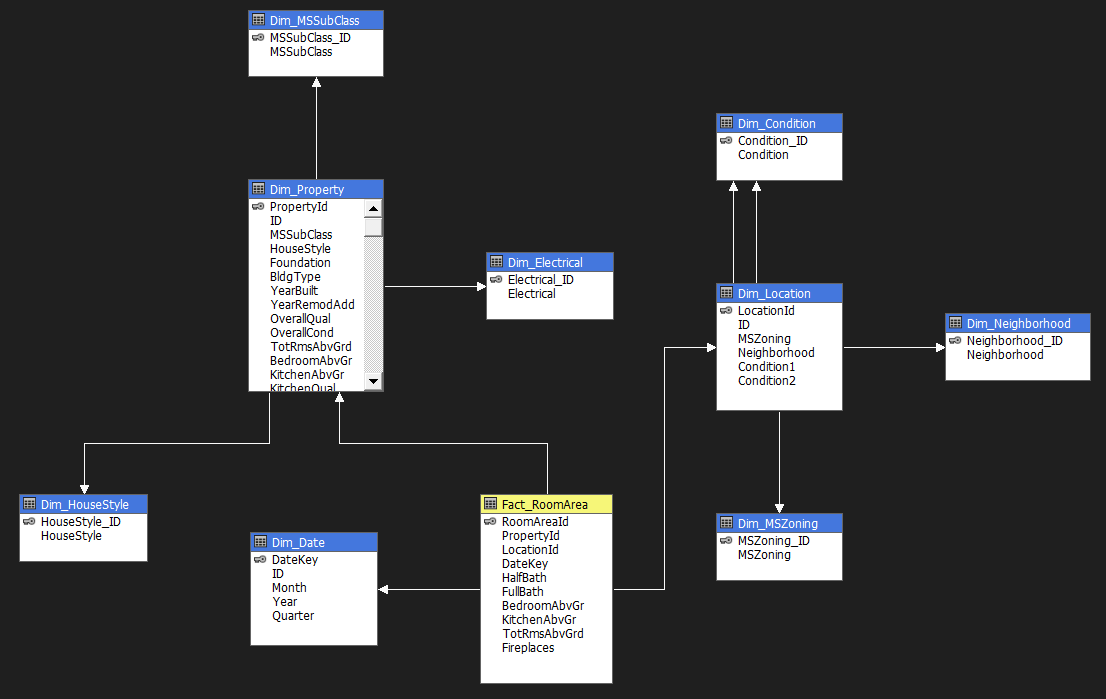 Dim_MSSubClass
MSSubClass_ID
MSSubClass
Dim_Property
PropertyId
ID
MSSubClass
HouseStyle
Foundation
BldgType
YearBuilt
YearRemodAdd
OverallQual
OverallCond
TotRmsAbvGrd
BedroomAbvGr
KitchenAbvGr
KitchenQual
Dim_Electrical
Electrical_ID
Electrical
Dim_Condition
Condition_ID
Condition
Dim_Location
LocationId
ID
MSZoning
Neighborhood
Condition1
Condition2
Dim_Neighborhood
Neighborhood_ID
Neighborhood
Dim_HouseStyle
HouseStyle_ID
HouseStyle
Dim_Date
DateKey
ID
Month
Year
Quarter
Fact_RoomArea
RoomAreaId
PropertyId
LocationId
DateKey
HalfBath
FullBath
BedroomAbvGr
KitchenAbvGr
TotRmsAbvGrd
Fireplaces
Dim_MSZoning
MSZoning_ID
MSZoning